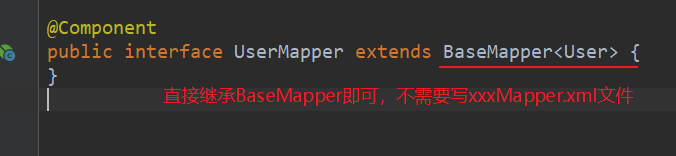 @Component
public interface UserMapper extends BaseMapper<User> {
}
直接继承BaseMapper即可，不需要写xxxMapper.xml文件